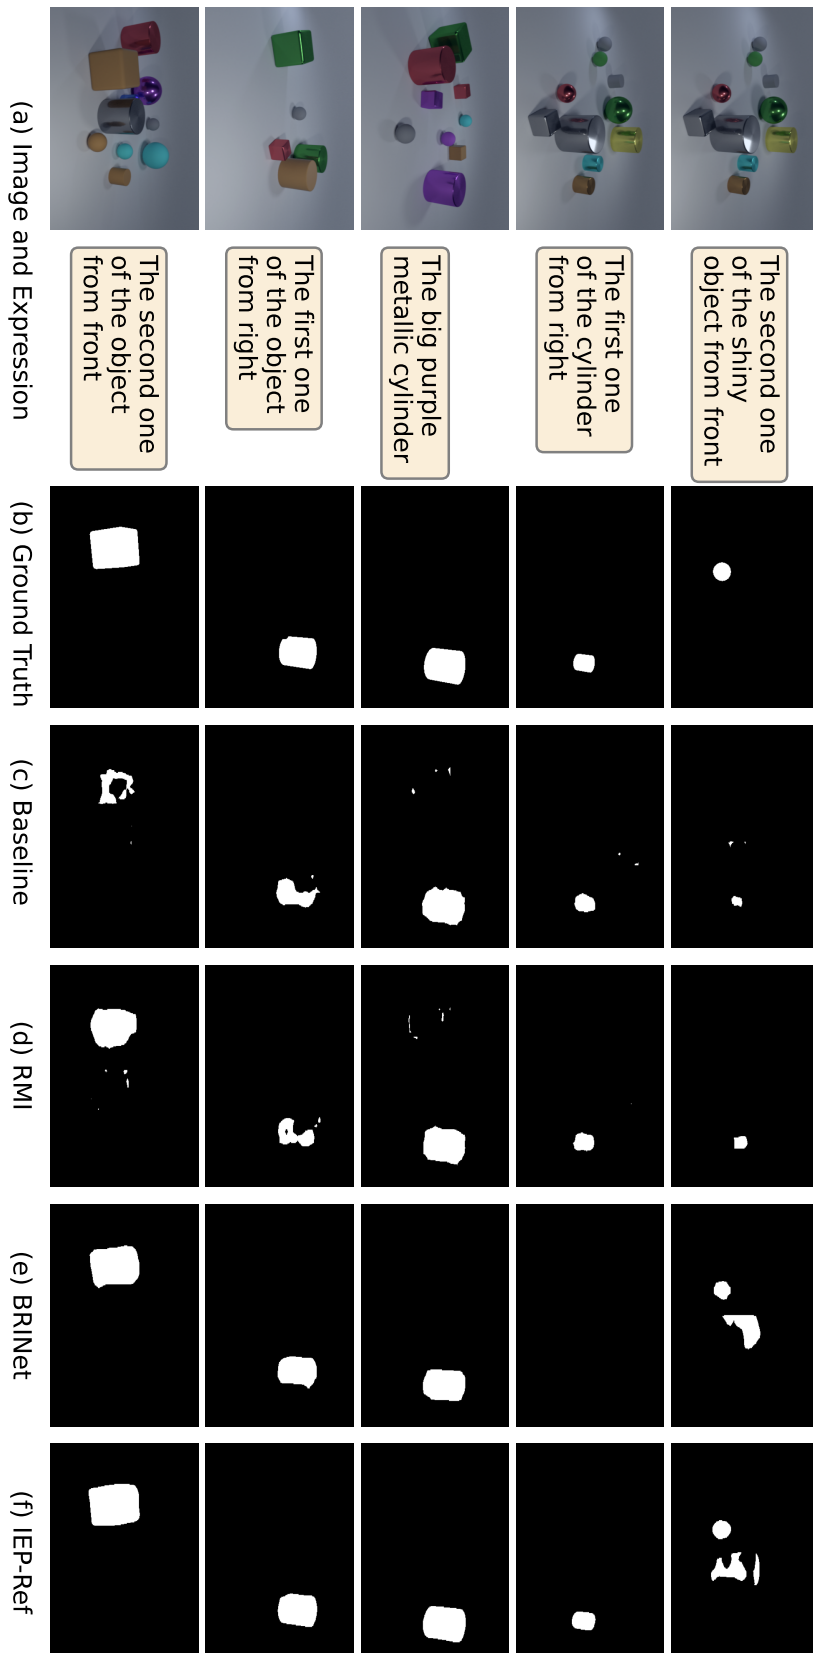 The second one
of the shiny
object from front
The first one
of the cylinder
from right
The big purple
metallic cylinder
The first one
of the object
from right
The second one
of the object
from front
(a) Image and Expression
(b) Ground Truth
(c) Baseline
(d) RMI
(e) BRINet
(f) IEP-Ref